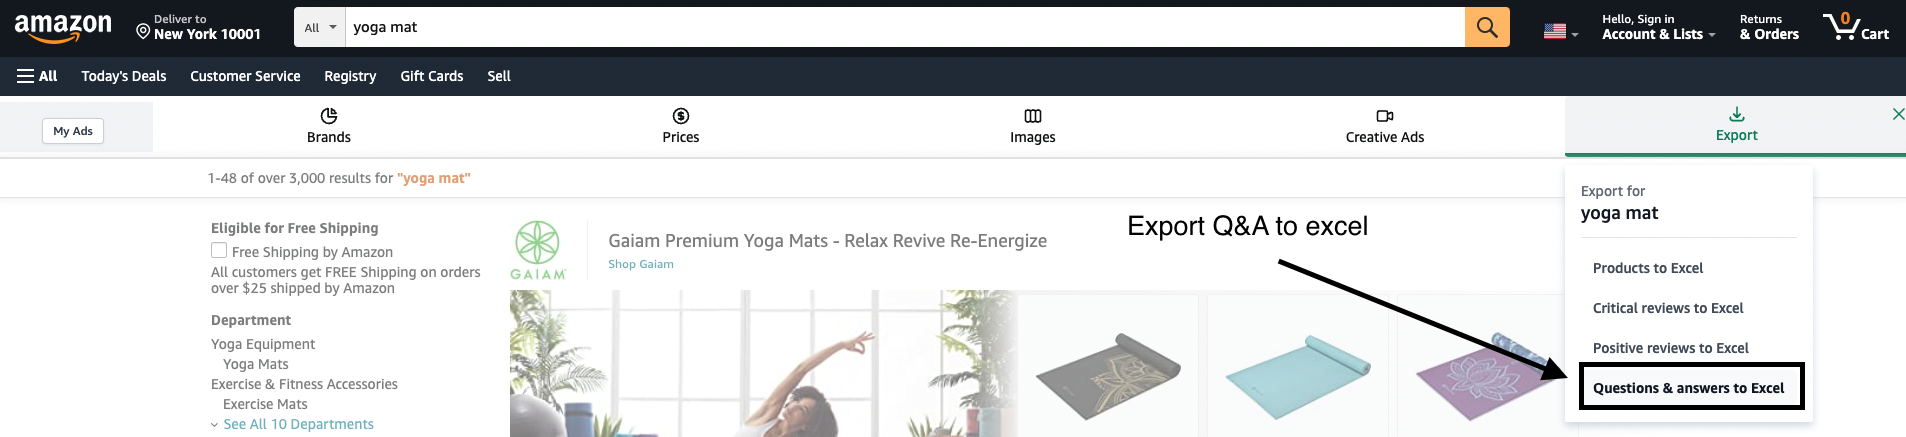 amazon
Deliver to
New York 10001
All
yoga mat
Hello, Sign in
Account & Lists
Returns
& Orders
0
Cart
All
Today's Deals
Customer Service
Registry
Gift Cards
Sell
My Ads
Brands
Prices
Images
Creative Ads
Export
1-48 of over 3,000 results for "yoga mat"
Export for
yoga mat
Products to Excel
Critical reviews to Excel
Positive reviews to Excel
Questions & answers to Excel
Export Q&A to excel
Eligible for Free Shipping
Free Shipping by Amazon
All customers get FREE Shipping on orders
over $25 shipped by Amazon
Department
Yoga Equipment
Yoga Mats
Exercise & Fitness Accessories
Exercise Mats
See All 10 Departments
GAIAM
Gaiam Premium Yoga Mats - Relax Revive Re-Energize
Shop Gaiam